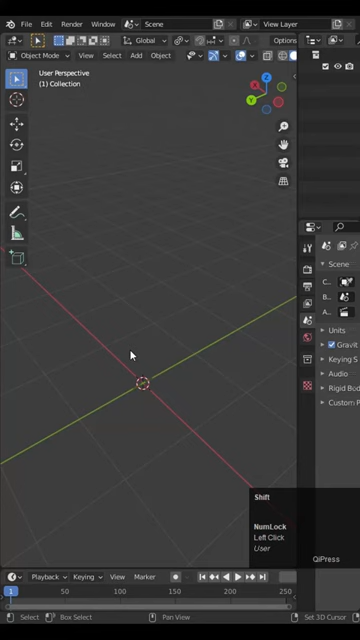 File Edit Render Window Scene View Layer
Global Options
Object Mode View Select Add Object
User Perspective
(1) Collection
X
Y
Z
Scene
C..
B..
A..
Units
Gravit
Keying S
Audio
Rigid Bod
Custom P
Shift
NumLock
Left Click
User
QiPress
Playback Keying View Marker
1 50 100 150 200 250
Select Box Select Pan View Set 3D Cursor